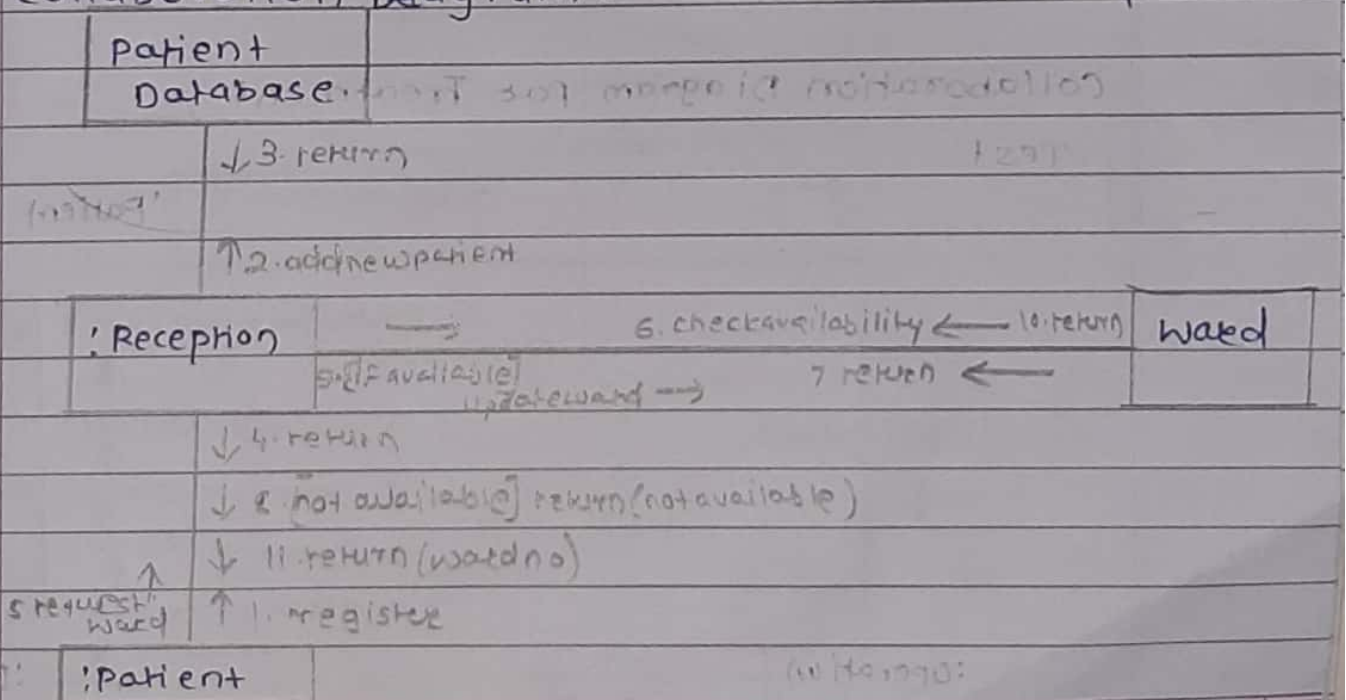 Patient
Database
↓ 3. return
↑ 2. addnewpatient
:Reception → 6. checkavailability ← 10. return Ward
9. [If available] updateward → 7 return ←
↓ 4. return
↓ 8 [not available] return (notavailable)
↓ 11. return (wardno)
5 request ward ↑ ↑ 1. register
:Patient